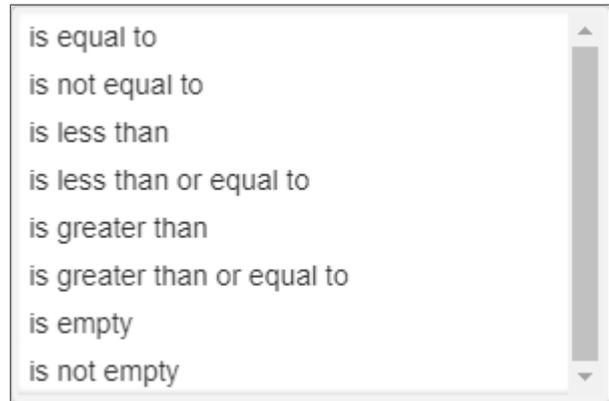 is equal to
is not equal to
is less than
is less than or equal to
is greater than
is greater than or equal to
is empty
is not empty